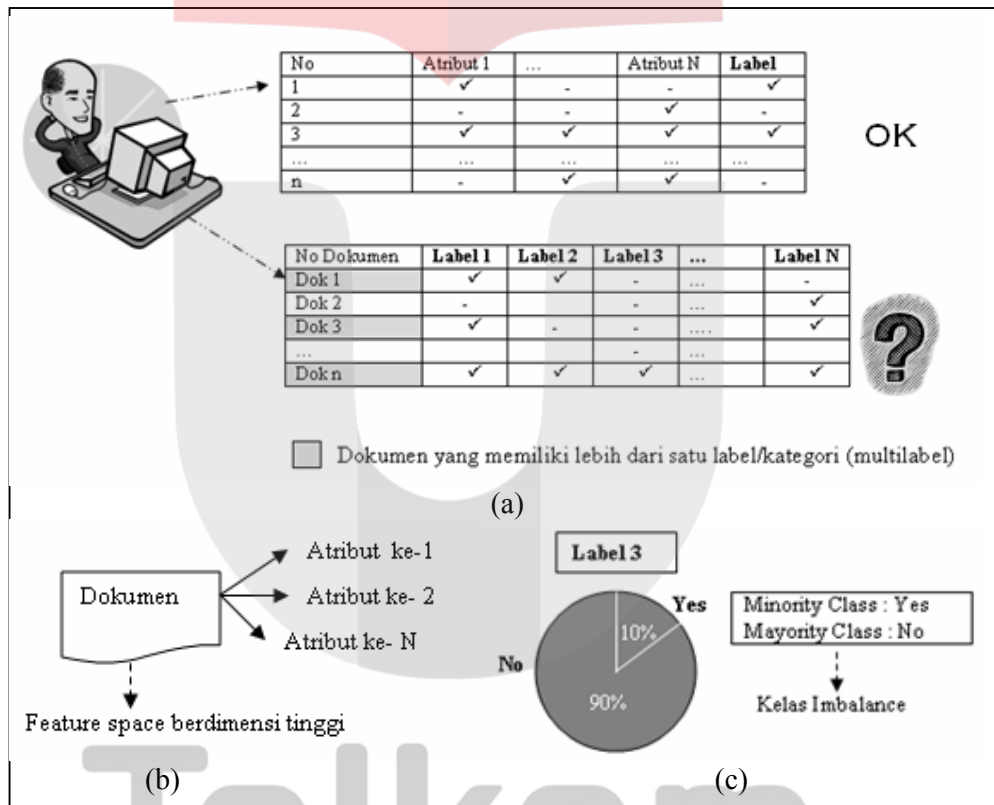 No Atribut 1 ... Atribut N Label
1 ✓ - - ✓
2 - - ✓ -
3 ✓ ✓ ✓ ✓
... ... ... ... ...
n - ✓ ✓ -
OK
No Dokumen Label 1 Label 2 Label 3 ... Label N
Dok 1 ✓ ✓ - ... -
Dok 2 - - ... ✓
Dok 3 ✓ - - .... ✓
... - ...
Dok n ✓ ✓ ✓ ... ✓
?
Dokumen yang memiliki lebih dari satu label/kategori (multilabel)
(a)
Dokumen
Atribut ke-1
Atribut ke- 2
Atribut ke- N
Feature space berdimensi tinggi
(b)
Label 3
Yes
10%
No
90%
Minority Class : Yes
Mayority Class : No
Kelas Imbalance
(c)
Telkom